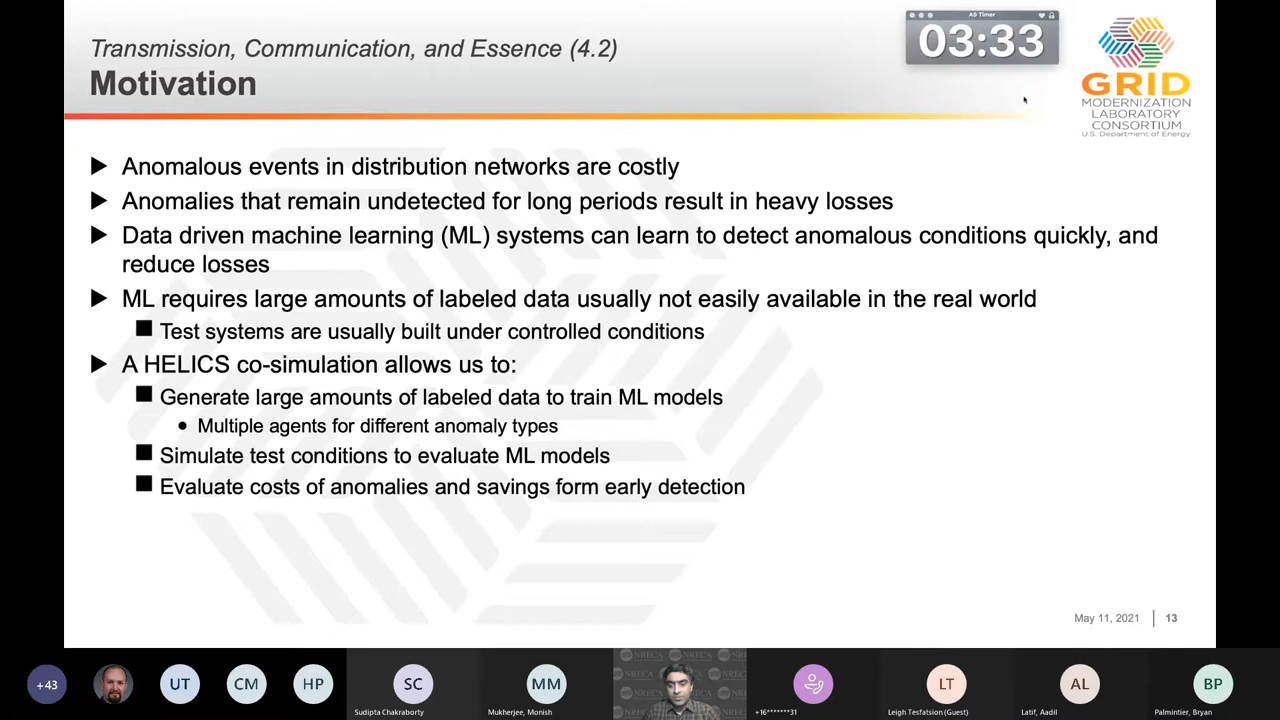 AS Timer
03:33
Transmission, Communication, and Essence (4.2)
Motivation
GRID
MODERNIZATION
LABORATORY
CONSORTIUM
U.S. Department of Energy
Anomalous events in distribution networks are costly
Anomalies that remain undetected for long periods result in heavy losses
Data driven machine learning (ML) systems can learn to detect anomalous conditions quickly, and
reduce losses
ML requires large amounts of labeled data usually not easily available in the real world
Test systems are usually built under controlled conditions
A HELICS co-simulation allows us to:
Generate large amounts of labeled data to train ML models
Multiple agents for different anomaly types
Simulate test conditions to evaluate ML models
Evaluate costs of anomalies and savings form early detection
May 11, 2021
13
+43
UT
CM
HP
SC
Sudipta Chakraborty
MM
Mukherjee, Monish
NRECA
+16*******31
LT
Leigh Tesfatsion (Guest)
AL
Latif, Aadil
BP
Palmintier, Bryan